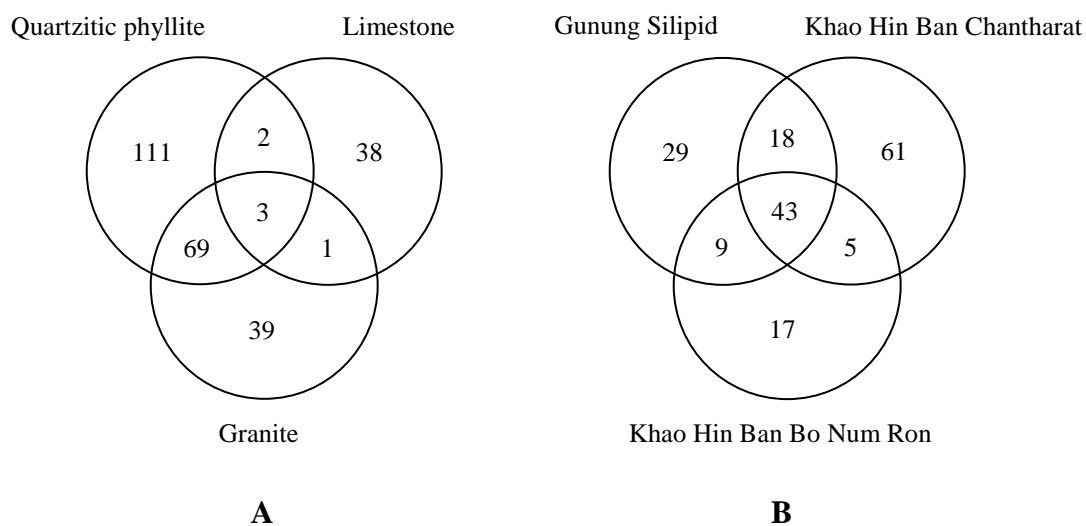 Quartzitic phyllite Limestone Gunung Silipid Khao Hin Ban Chantharat
111 2 38 29 18 61
3 43
69 1 9 5
39 17
Granite Khao Hin Ban Bo Num Ron
A B